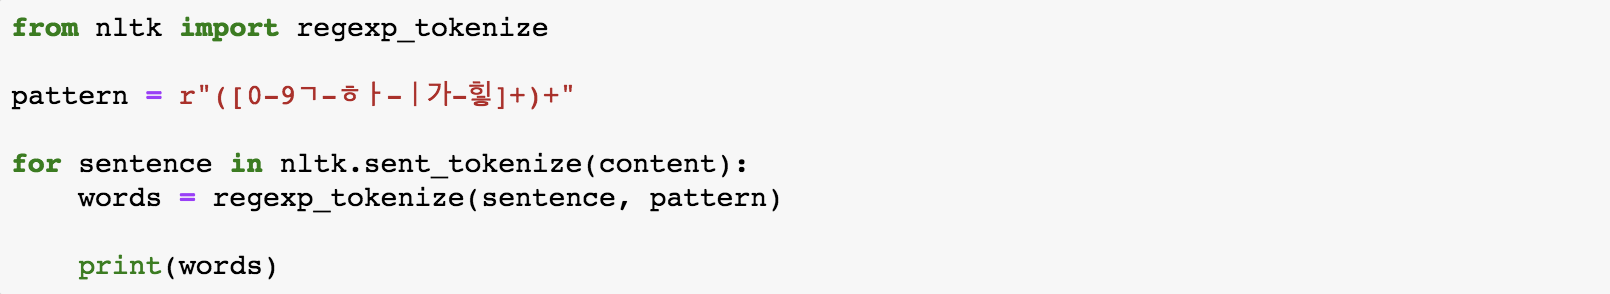 from nltk import regexp_tokenize
pattern = r"([0-9ㄱ-ㅎㅏ-ㅣ가-힣]+)+"
for sentence in nltk.sent_tokenize(content):
    words = regexp_tokenize(sentence, pattern)
    print(words)